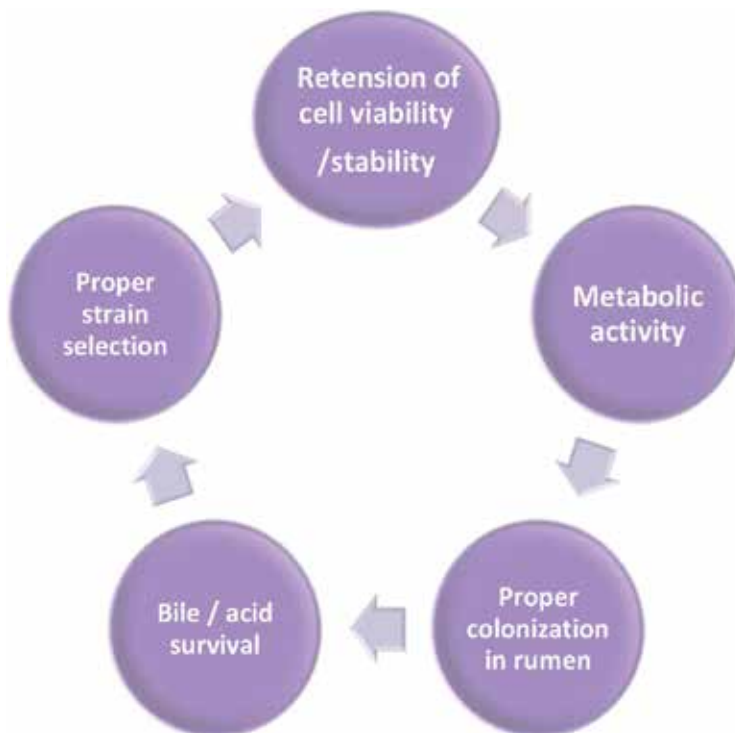 Retension of
cell viability
/stability
Metabolic
activity
Proper
colonization
in rumen
Bile / acid
survival
Proper
strain
selection